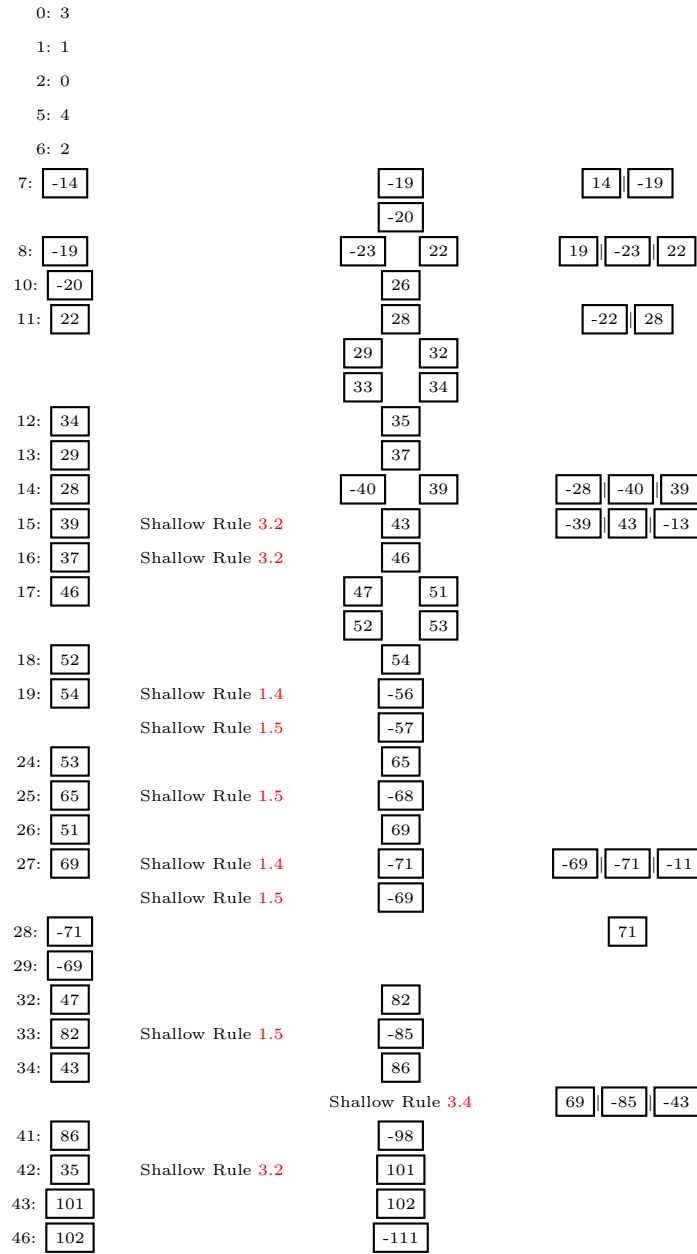 0: 3
1: 1
2: 0
5: 4
6: 2
7: -14 -19 14 | -19
-20
8: -19 -23 22 19 | -23 | 22
10: -20 26
11: 22 28 -22 | 28
29 32
33 34
12: 34 35
13: 29 37
14: 28 -40 39 -28 | -40 | 39
15: 39 Shallow Rule 3.2 43 -39 | 43 | -13
16: 37 Shallow Rule 3.2 46
17: 46 47 51
52 53
18: 52 54
19: 54 Shallow Rule 1.4 -56
Shallow Rule 1.5 -57
24: 53 65
25: 65 Shallow Rule 1.5 -68
26: 51 69
27: 69 Shallow Rule 1.4 -71 -69 | -71 | -11
Shallow Rule 1.5 -69
28: -71 71
29: -69
32: 47 82
33: 82 Shallow Rule 1.5 -85
34: 43 86
Shallow Rule 3.4 69 | -85 | -43
41: 86 -98
42: 35 Shallow Rule 3.2 101
43: 101 102
46: 102 -111